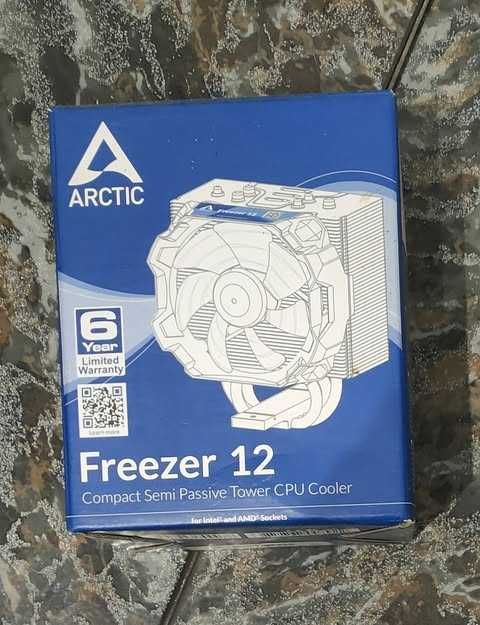 ARCTIC
freezer 12
6
Year
Limited
Warranty
Learn more
Freezer 12
Compact Semi Passive Tower CPU Cooler
for Intel® and AMD® Sockets